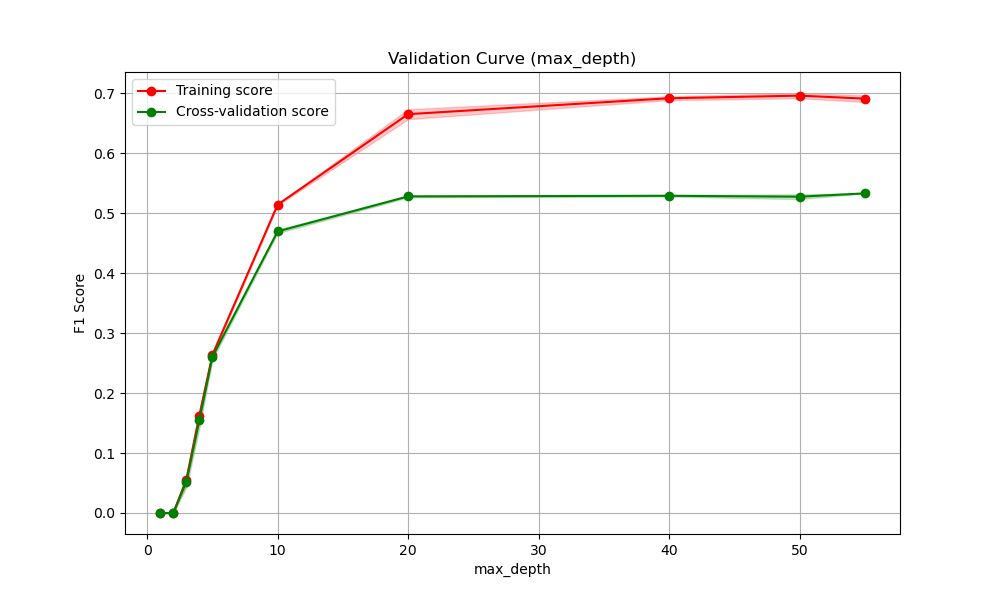 Validation Curve (max_depth)
Training score
Cross-validation score
F1 Score
0.7
0.6
0.5
0.4
0.3
0.2
0.1
0.0
0 10 20 30 40 50
max_depth